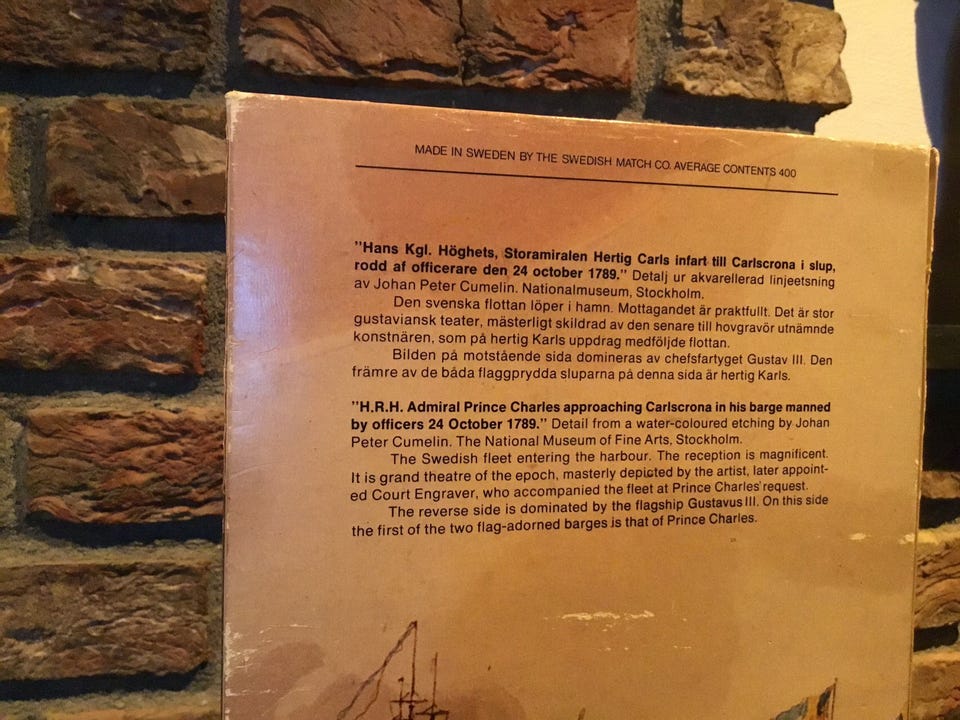 MADE IN SWEDEN BY THE SWEDISH MATCH CO. AVERAGE CONTENTS 400
"Hans Kgl. Höghets, Storamiralen Hertig Carls infart till Carlscrona i slup,
rodd af officerare den 24 october 1789." Detalj ur akvarellerad linjeetsning
av Johan Peter Cumelin. Nationalmuseum, Stockholm.
Den svenska flottan löper i hamn. Mottagandet är praktfullt. Det är stor
gustaviansk teater, mästerligt skildrad av den senare till hovgravör utnämnde
konstnären, som på hertig Karls uppdrag medföljde flottan.
Bilden på motstående sida domineras av chefsfartyget Gustav III. Den
främre av de båda flaggprydda sluparna på denna sida är hertig Karls.
"H.R.H. Admiral Prince Charles approaching Carlscrona in his barge manned
by officers 24 October 1789." Detail from a water-coloured etching by Johan
Peter Cumelin. The National Museum of Fine Arts, Stockholm.
The Swedish fleet entering the harbour. The reception is magnificent.
It is grand theatre of the epoch, masterly depicted by the artist, later appoint-
ed Court Engraver, who accompanied the fleet at Prince Charles' request.
The reverse side is dominated by the flagship Gustavus III. On this side
the first of the two flag-adorned barges is that of Prince Charles.